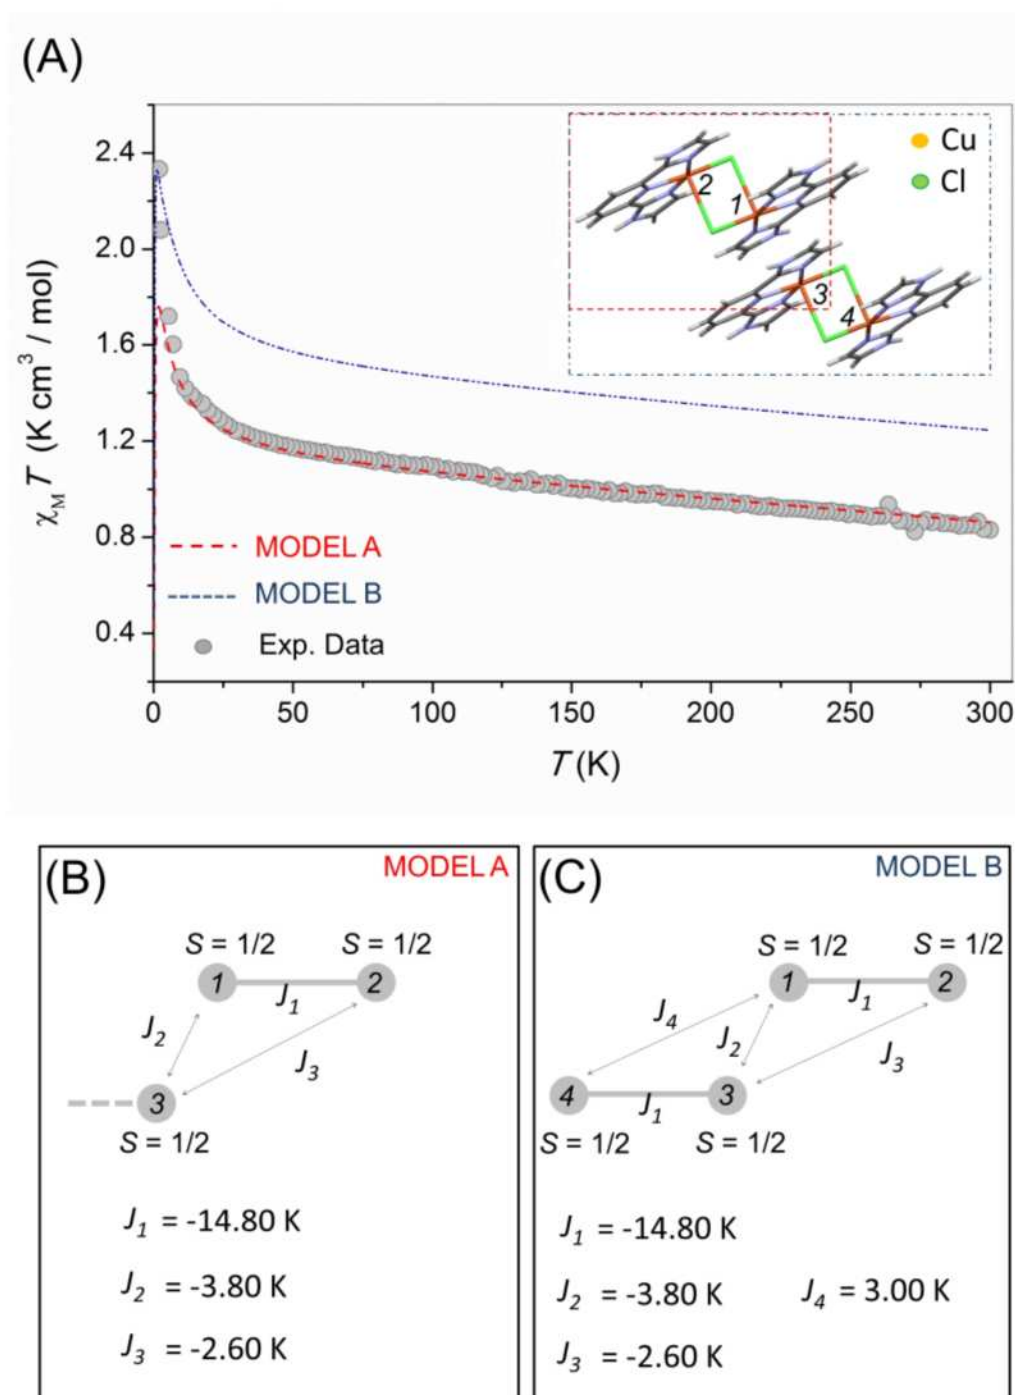 (A)
2.4
2.0
1.6
1.2
0.8
0.4
χMT (K cm³ / mol)
Cu
Cl
2
1
3
4
MODEL A
MODEL B
Exp. Data
0 50 100 150 200 250 300
T (K)
(B) MODEL A
S = 1/2 S = 1/2
1 2
J1
J2
J3
3
S = 1/2
J1 = -14.80 K
J2 = -3.80 K
J3 = -2.60 K
(C) MODEL B
S = 1/2 S = 1/2
1 2
J1
J4
J2
J3
4 3
J1
S = 1/2 S = 1/2
J1 = -14.80 K
J2 = -3.80 K J4 = 3.00 K
J3 = -2.60 K